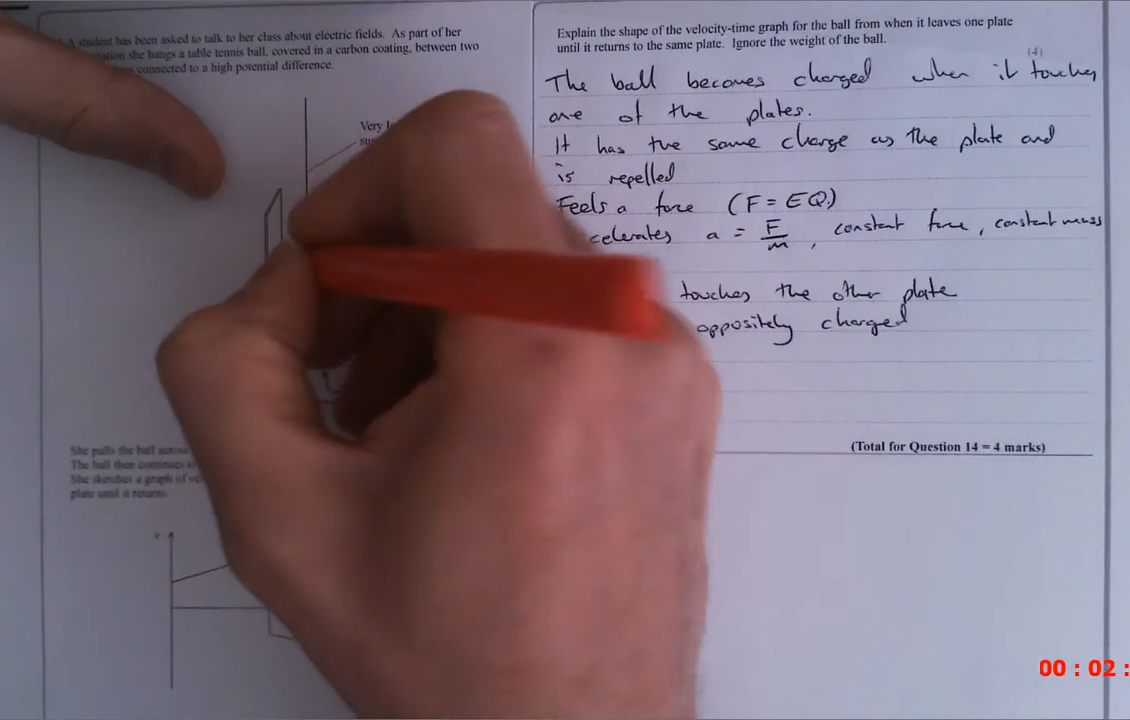 A student has been asked to talk to her class about electric fields. As part of her
she hangs a table tennis ball, covered in a carbon coating, between two
connected to a high potential difference.
Very
She pulls the ball
The ball then continues
She sketches a graph of
plate until it returns.
Explain the shape of the velocity-time graph for the ball from when it leaves one plate
until it returns to the same plate. Ignore the weight of the ball.
(4)
The ball becomes charged when it touches
one of the plates.
It has the same charge as the plate and
is repelled
Feels a force (F = EQ)
celerates a = F/m, constant force, constant mass
touches the other plate
oppositely charged
(Total for Question 14 = 4 marks)
00 : 02 :